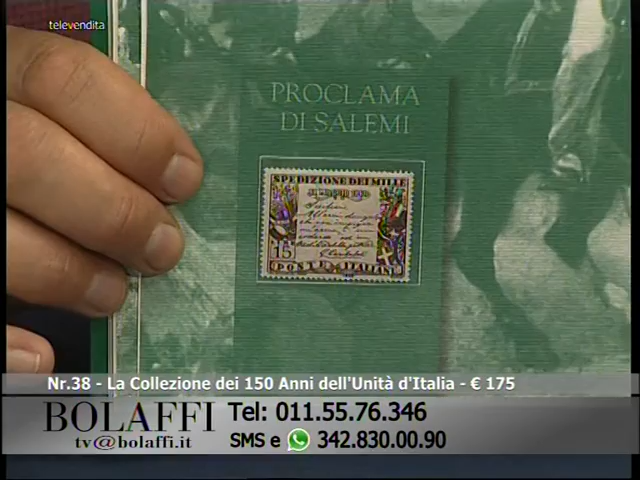 televendita
PROCLAMA
DI SALEMI
SPEDIZIONE DEI MILLE
15
POSTE ITALIANE
Nr.38 - La Collezione dei 150 Anni dell'Unità d'Italia - € 175
BOLAFFI
tv@bolaffi.it
Tel: 011.55.76.346
SMS e 342.830.00.90